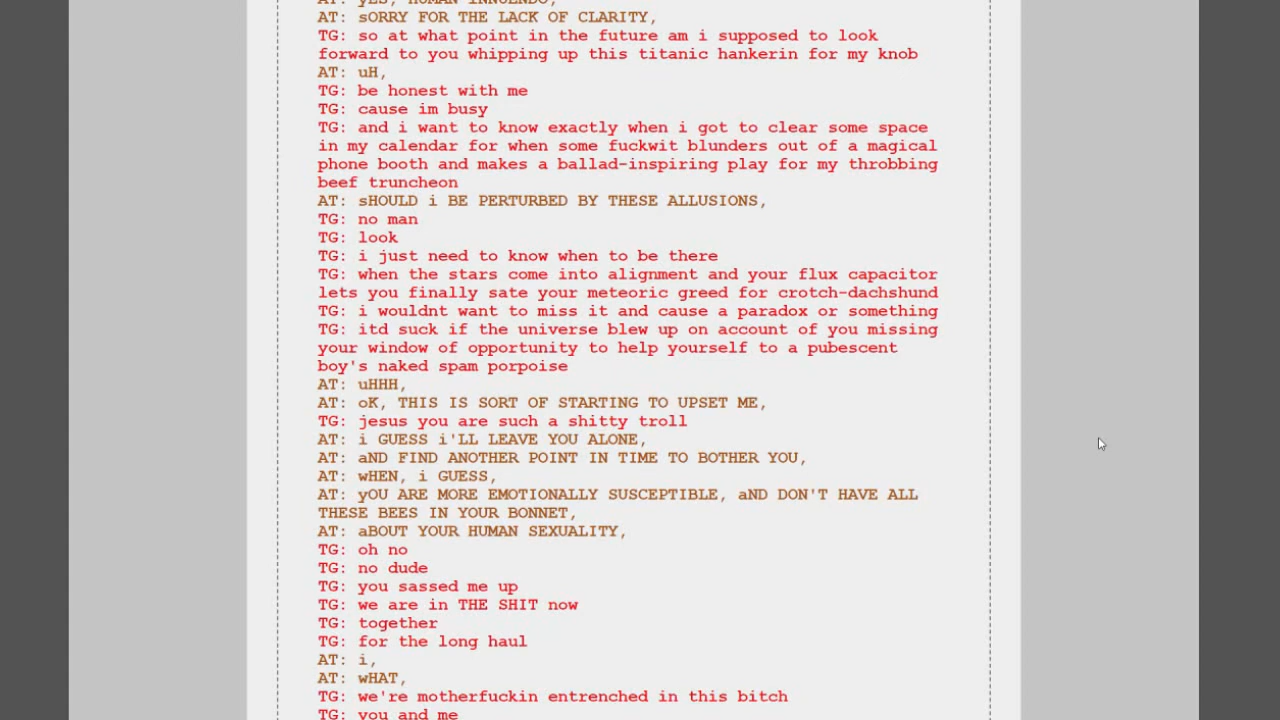 AT: yES, HUMAN INNUENDO,
AT: sORRY FOR THE LACK OF CLARITY,
TG: so at what point in the future am i supposed to look
forward to you whipping up this titanic hankerin for my knob
AT: uH,
TG: be honest with me
TG: cause im busy
TG: and i want to know exactly when i got to clear some space
in my calendar for when some fuckwit blunders out of a magical
phone booth and makes a ballad-inspiring play for my throbbing
beef truncheon
AT: sHOULD i BE PERTURBED BY THESE ALLUSIONS,
TG: no man
TG: look
TG: i just need to know when to be there
TG: when the stars come into alignment and your flux capacitor
lets you finally sate your meteoric greed for crotch-dachshund
TG: i wouldnt want to miss it and cause a paradox or something
TG: itd suck if the universe blew up on account of you missing
your window of opportunity to help yourself to a pubescent
boy's naked spam porpoise
AT: uHHH,
AT: oK, THIS IS SORT OF STARTING TO UPSET ME,
TG: jesus you are such a shitty troll
AT: i GUESS i'LL LEAVE YOU ALONE,
AT: aND FIND ANOTHER POINT IN TIME TO BOTHER YOU,
AT: wHEN, i GUESS,
AT: yOU ARE MORE EMOTIONALLY SUSCEPTIBLE, aND DON'T HAVE ALL
THESE BEES IN YOUR BONNET,
AT: aBOUT YOUR HUMAN SEXUALITY,
TG: oh no
TG: no dude
TG: you sassed me up
TG: we are in THE SHIT now
TG: together
TG: for the long haul
AT: i,
AT: wHAT,
TG: we're motherfuckin entrenched in this bitch
TG: you and me